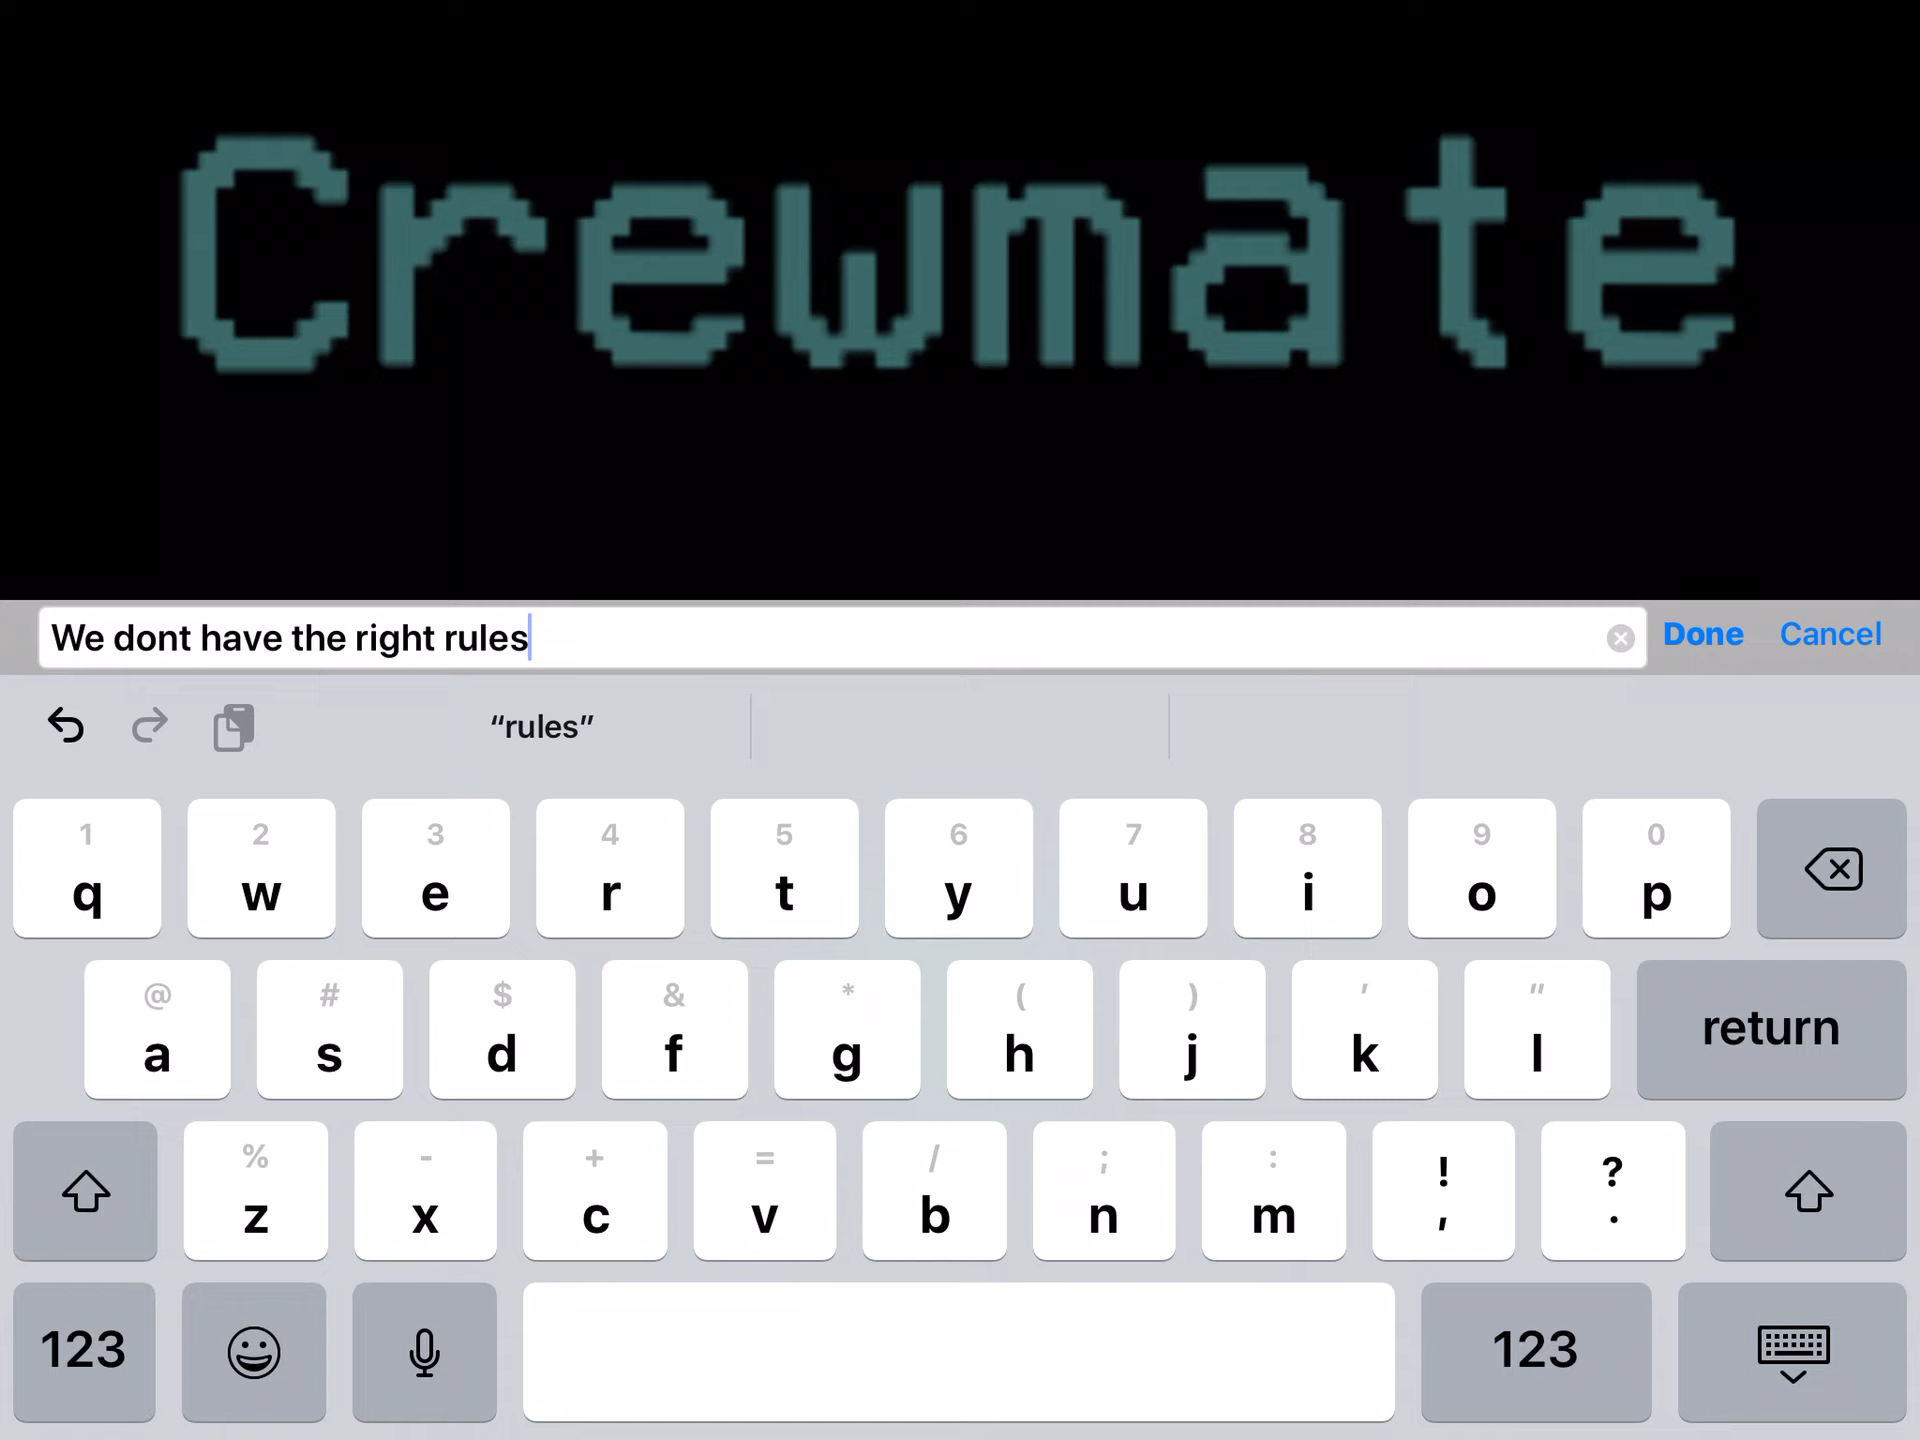 Crewmate
We dont have the right rules
Done Cancel
“rules”
1 2 3 4 5 6 7 8 9 0
q w e r t y u i o p
@ # $ & * ( ) ' "
a s d f g h j k l return
% - + = / ; : ! ?
z x c v b n m , .
123 123